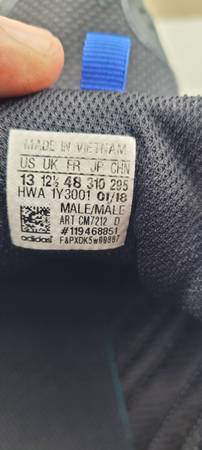 MADE IN VIETNAM
US UK FR JP CHN
13 12½ 48 310 295
HWA 1Y3001 01/18
MALE/MALE
ART CM7212 D
#119468851
adidas F&PXDK5w99887